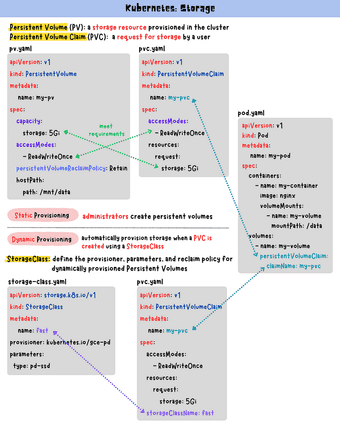 Kubernetes: Storage
Persistent Volume (PV): a storage resource provisioned in the cluster
Persistent Volume Claim (PVC): a request for storage by a user
pv.yaml
apiVersion: v1
kind: PersistentVolume
metadata:
name: my-pv
spec:
capacity:
storage: 5Gi
accessModes:
- ReadWriteOnce
persistentVolumeReclaimPolicy: Retain
hostPath:
path: /mnt/data
meet
requirements
pvc.yaml
apiVersion: v1
kind: PersistentVolumeClaim
metadata:
name: my-pvc
spec:
accessModes:
- ReadWriteOnce
resources:
request:
storage: 5Gi
pod.yaml
apiVersion: v1
kind: Pod
metadata:
name: my-pod
spec:
containers:
- name: my-container
image: nginx
volumeMounts:
- name: my-volume
mountPath: /data
volumes:
- name: my-volume
persistentVolumeClaim:
claimName: my-pvc
Static Provisioning administrators create persistent volumes
Dynamic Provisioning automatically provision storage when a PVC is
created using a StorageClass
StorageClass: define the provisioner, parameters, and reclaim policy for
dynamically provisioned Persistent Volumes
storage-class.yaml
apiVersion: storage.k8s.io/v1
kind: StorageClass
metadata:
name: fast
provisioner: kubernetes.io/gce-pd
parameters:
type: pd-ssd
pvc.yaml
apiVersion: v1
kind: PersistentVolumeClaim
metadata:
name: my-pvc
spec:
accessModes:
- ReadWriteOnce
resources:
request:
storage: 5Gi
storageClassName: fast